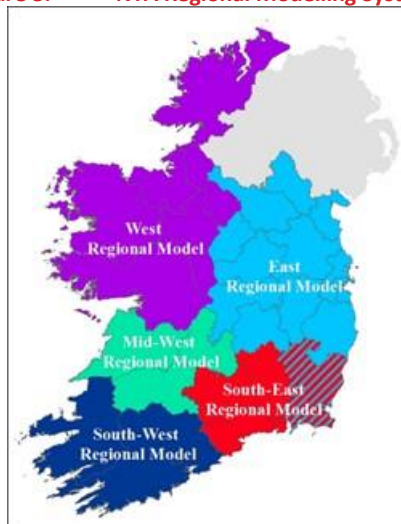 West
Regional Model
East
Regional Model
Mid-West
Regional Model
South-East
Regional Model
South-West
Regional Model